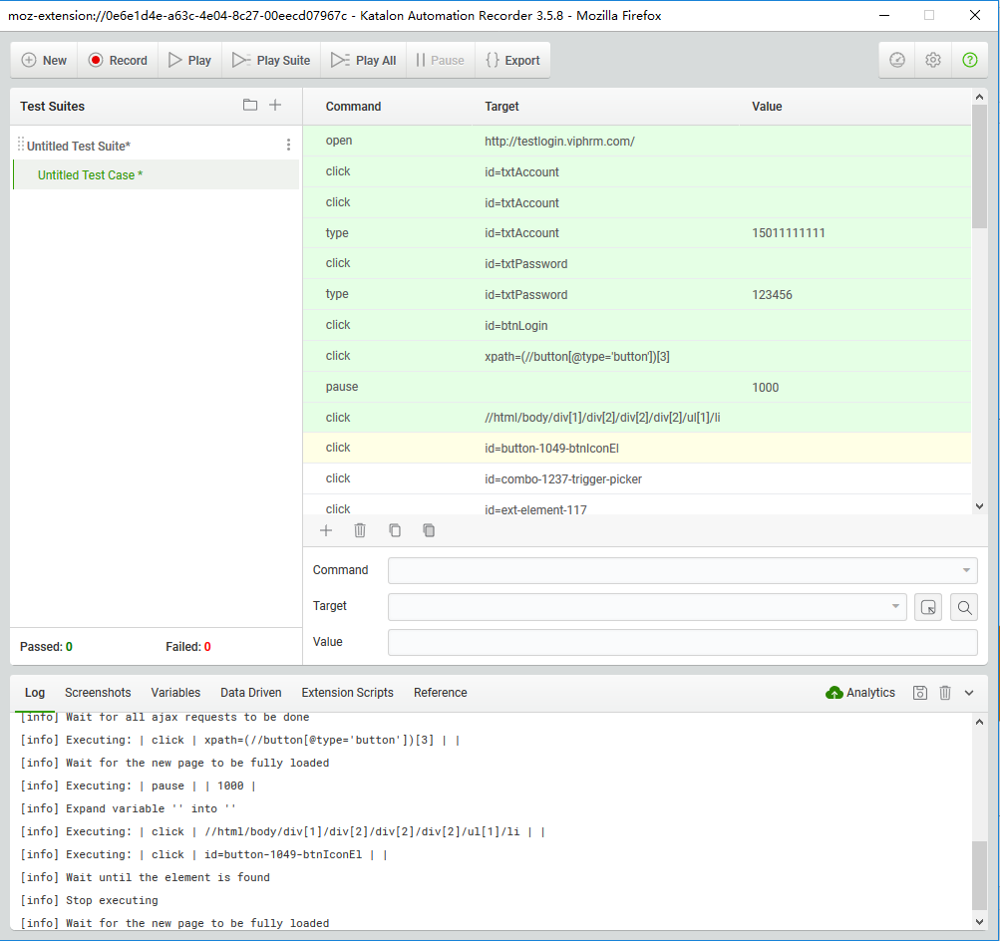 moz-extension://0e6e1d4e-a63c-4e04-8c27-00eecd07967c - Katalon Automation Recorder 3.5.8 - Mozilla Firefox
New Record Play Play Suite Play All Pause Export
Test Suites
Untitled Test Suite*
Untitled Test Case *
Passed: 0 Failed: 0
Command Target Value
open http://testlogin.viphrm.com/
click id=txtAccount
click id=txtAccount
type id=txtAccount 15011111111
click id=txtPassword
type id=txtPassword 123456
click id=btnLogin
click xpath=(//button[@type='button'])[3]
pause 1000
click //html/body/div[1]/div[2]/div[2]/div[2]/ul[1]/li
click id=button-1049-btnIconEl
click id=combo-1237-trigger-picker
click id=ext-element-117
Command
Target
Value
Log Screenshots Variables Data Driven Extension Scripts Reference Analytics
[info] Wait for all ajax requests to be done
[info] Executing: | click | xpath=(//button[@type='button'])[3] | |
[info] Wait for the new page to be fully loaded
[info] Executing: | pause | | 1000 |
[info] Expand variable '' into ''
[info] Executing: | click | //html/body/div[1]/div[2]/div[2]/div[2]/ul[1]/li | |
[info] Executing: | click | id=button-1049-btnIconEl | |
[info] Wait until the element is found
[info] Stop executing
[info] Wait for the new page to be fully loaded